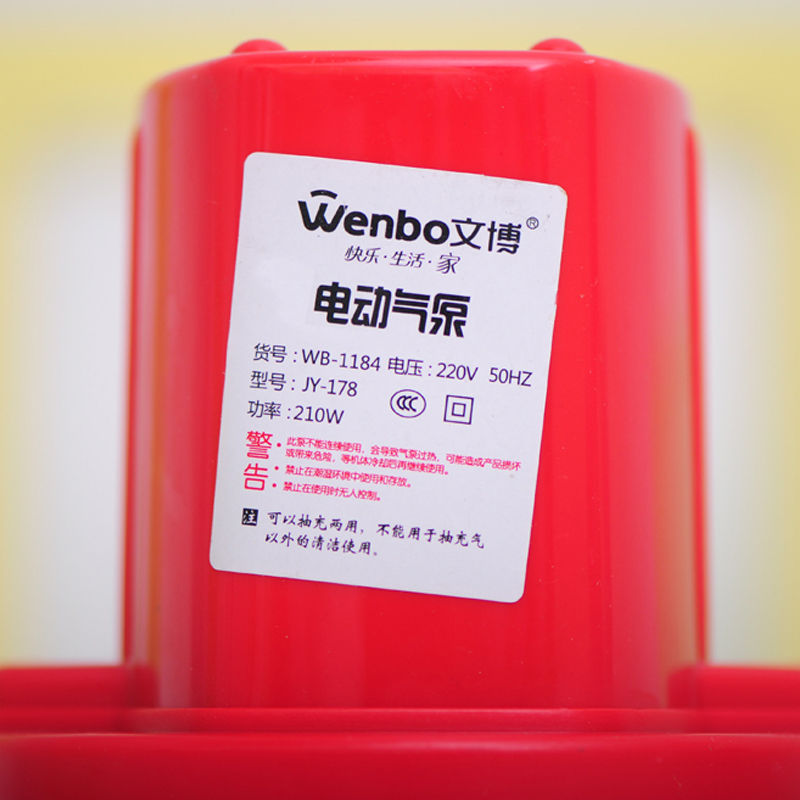 Wenbo文博®
快乐·生活·家
电动气泵
货号：WB-1184 电压：220V 50HZ
型号：JY-178
功率：210W
警告：
此泵不能连续使用，会导致气泵过热，可能造成产品损坏
或带来危险，等机体冷却后再继续使用。
禁止在潮湿环境中使用和存放。
禁止在使用时无人控制。
注 可以抽充两用，不能用于抽充气
以外的清洁使用。